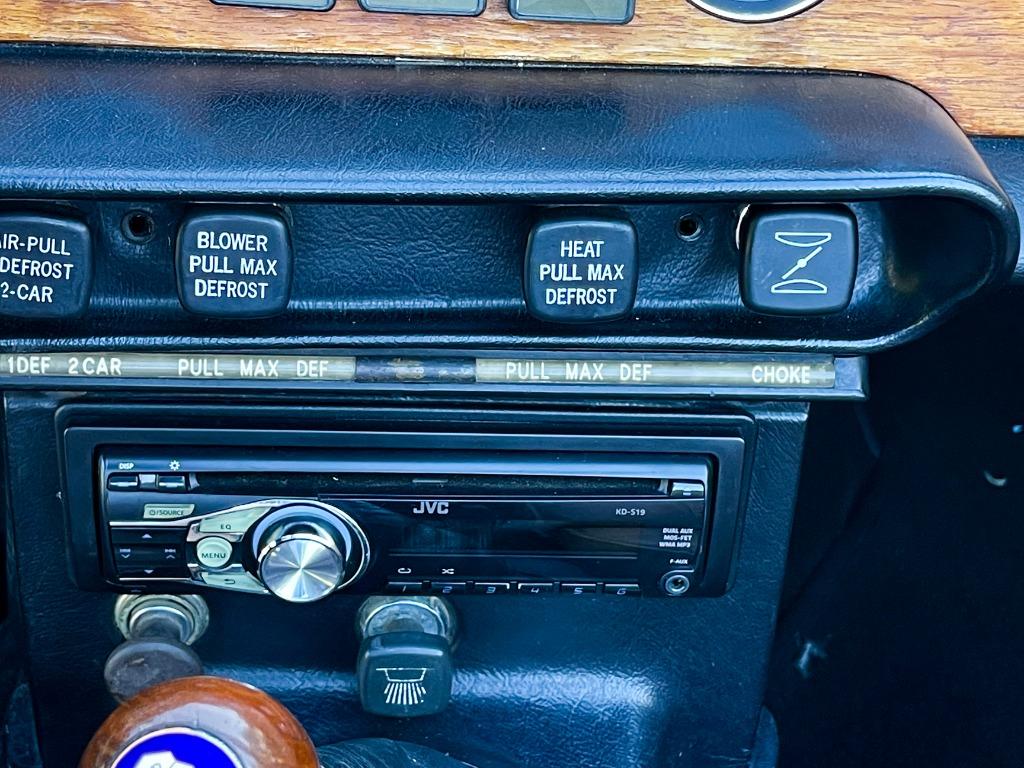 IR-PULL
DEFROST
2-CAR
BLOWER
PULL MAX
DEFROST
HEAT
PULL MAX
DEFROST
1DEF 2CAR
PULL MAX DEF
PULL MAX DEF
CHOKE
DISP
/SOURCE
EQ
MENU
JVC
KD-S19
DUAL AUX
MOS-FET
WMA MP3
F-AUX
1 2 3 4 5 6